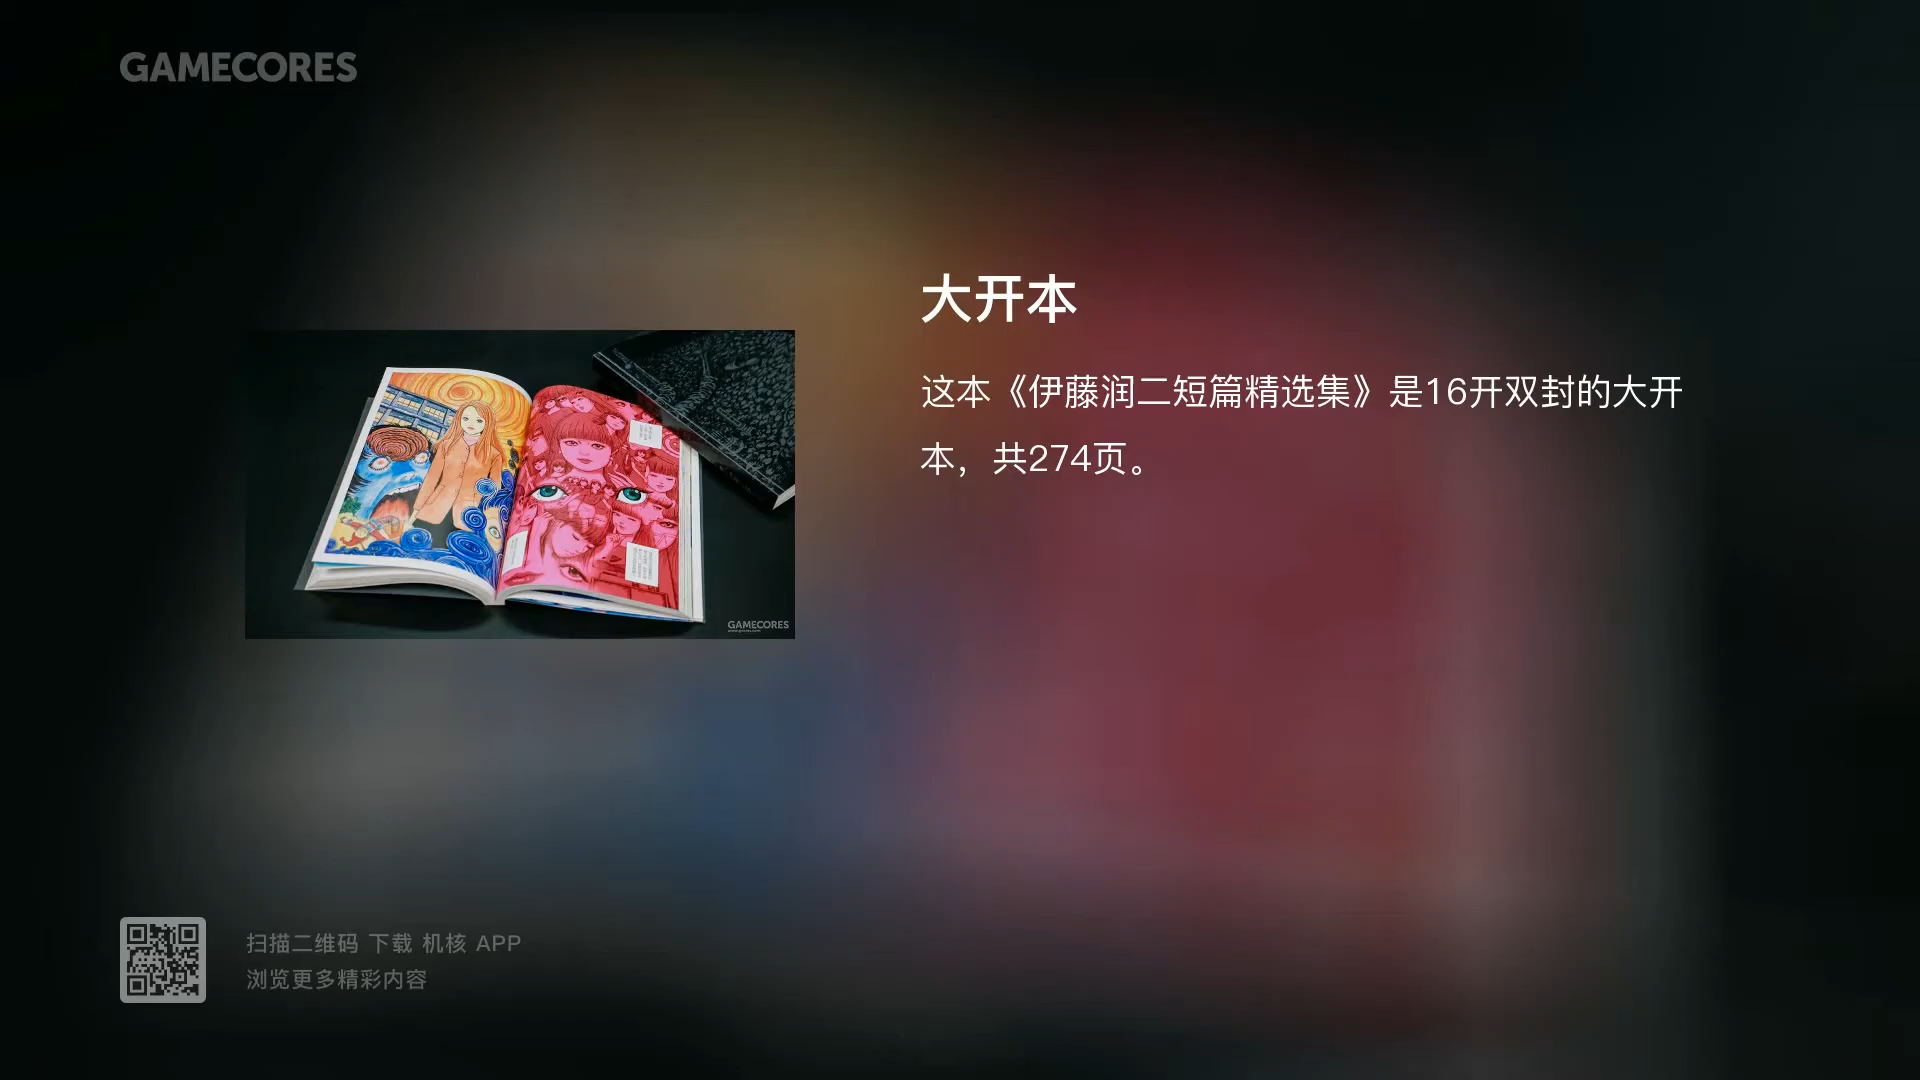 GAMECORES
大开本
这本《伊藤润二短篇精选集》是16开双封的大开
本，共274页。
GAMECORES
扫描二维码 下载 机核 APP
浏览更多精彩内容